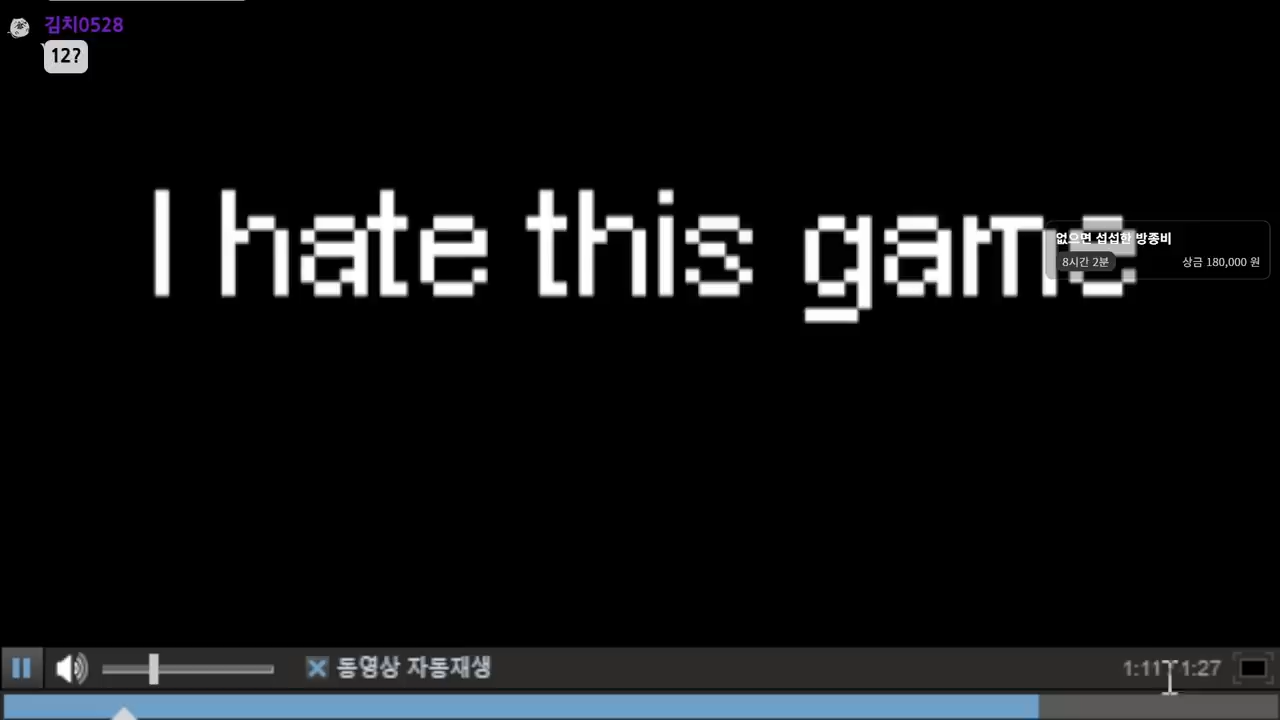 김치0528
12?
I hate this game
없으면 섭섭한 방종비
8시간 2분
상금 180,000 원
동영상 자동재생
1:11 1:27